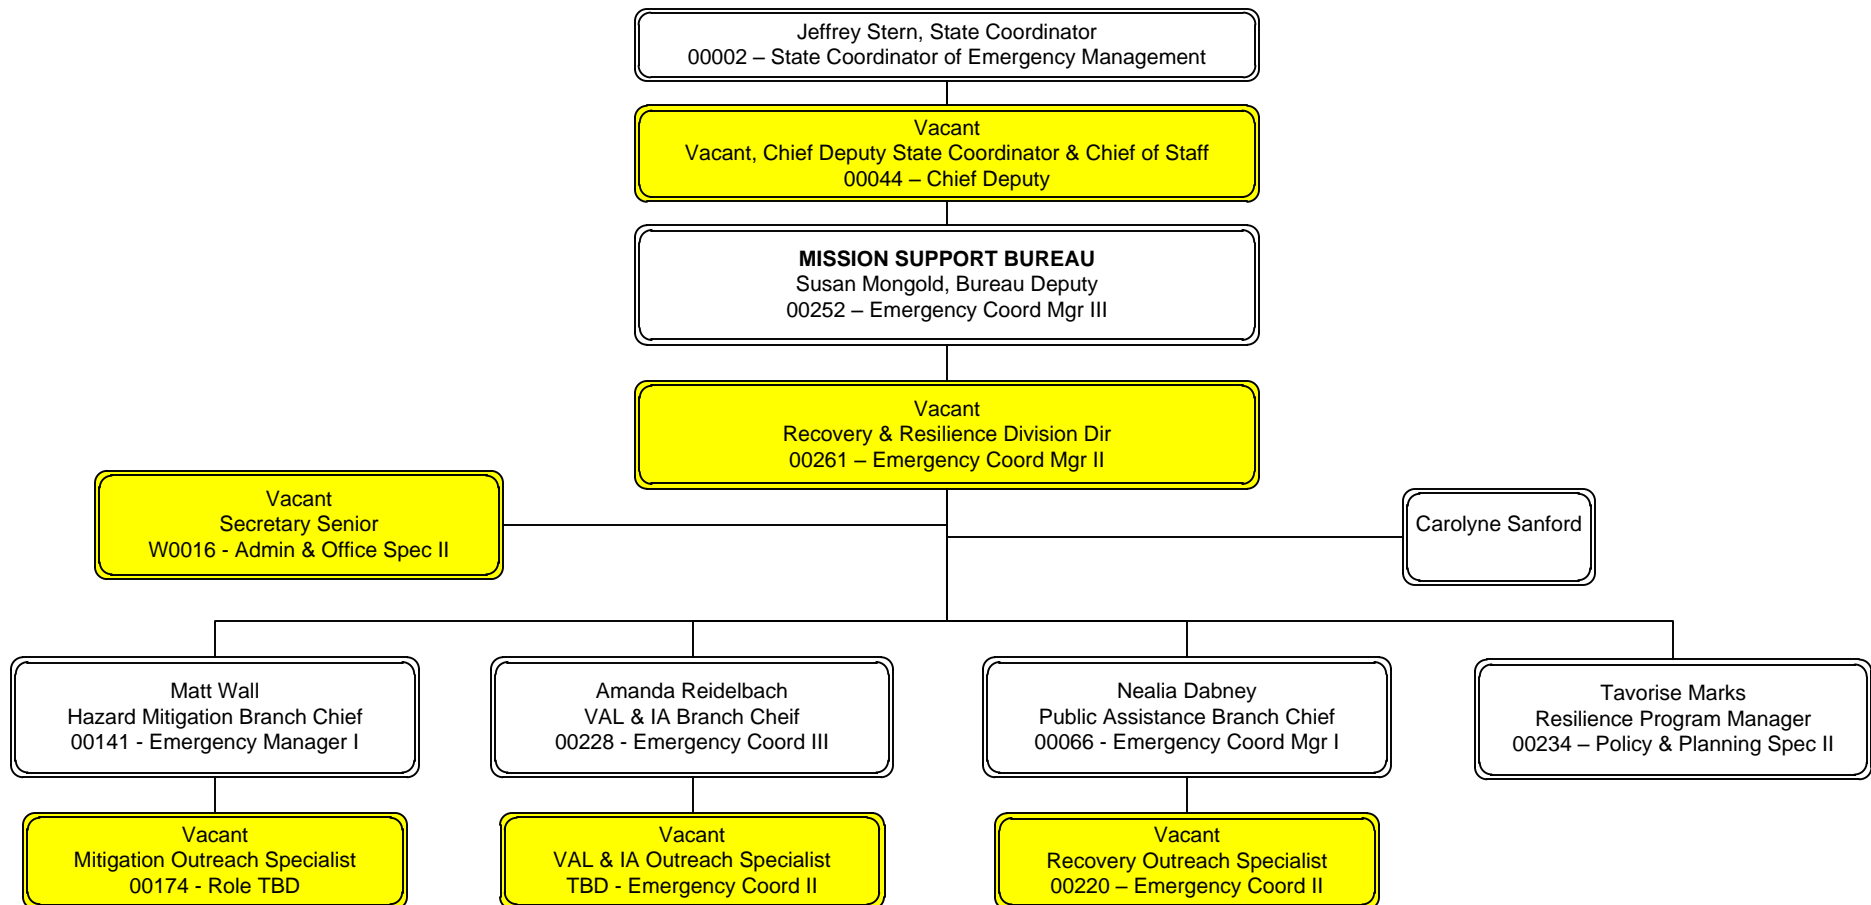 Jeffrey Stern, State Coordinator
00002 – State Coordinator of Emergency Management
Vacant
Vacant, Chief Deputy State Coordinator & Chief of Staff
00044 – Chief Deputy
MISSION SUPPORT BUREAU
Susan Mongold, Bureau Deputy
00252 – Emergency Coord Mgr III
Vacant
Recovery & Resilience Division Dir
00261 – Emergency Coord Mgr II
Vacant
Secretary Senior
W0016 - Admin & Office Spec II
Carolyne Sanford
Matt Wall
Hazard Mitigation Branch Chief
00141 - Emergency Manager I
Amanda Reidelbach
VAL & IA Branch Cheif
00228 - Emergency Coord III
Nealia Dabney
Public Assistance Branch Chief
00066 - Emergency Coord Mgr I
Tavorise Marks
Resilience Program Manager
00234 – Policy & Planning Spec II
Vacant
Mitigation Outreach Specialist
00174 - Role TBD
Vacant
VAL & IA Outreach Specialist
TBD - Emergency Coord II
Vacant
Recovery Outreach Specialist
00220 – Emergency Coord II